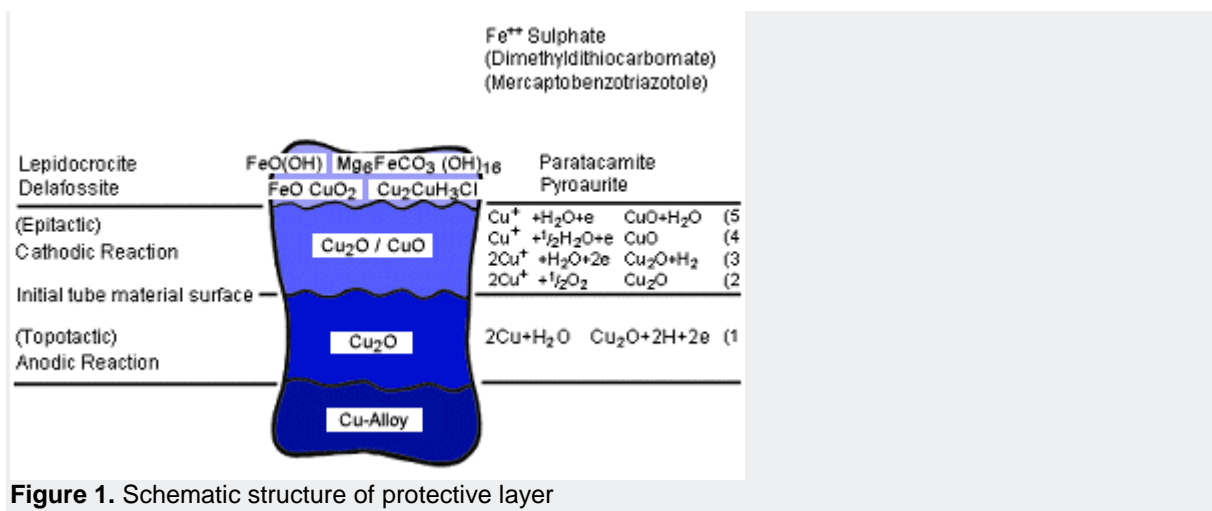 Fe⁺⁺ Sulphate
(Dimethyldithiocarbomate)
(Mercaptobenzotriazotole)
Lepidocrocite
Delafossite
FeO(OH) Mg₆FeCO₃ (OH)₁₆
FeO CuO₂ Cu₂CuH₃Cl
Paratacamite
Pyroaurite
(Epitactic)
Cathodic Reaction
Cu₂O / CuO
Cu⁺ +H₂O+e CuO+H₂O (5
Cu⁺ +¹/₂H₂O+e CuO (4
2Cu⁺ +H₂O+2e Cu₂O+H₂ (3
2Cu⁺ +¹/₂O₂ Cu₂O (2
Initial tube material surface
(Topotactic)
Anodic Reaction
Cu₂O
2Cu+H₂O Cu₂O+2H+2e (1
Cu-Alloy
Figure 1. Schematic structure of protective layer